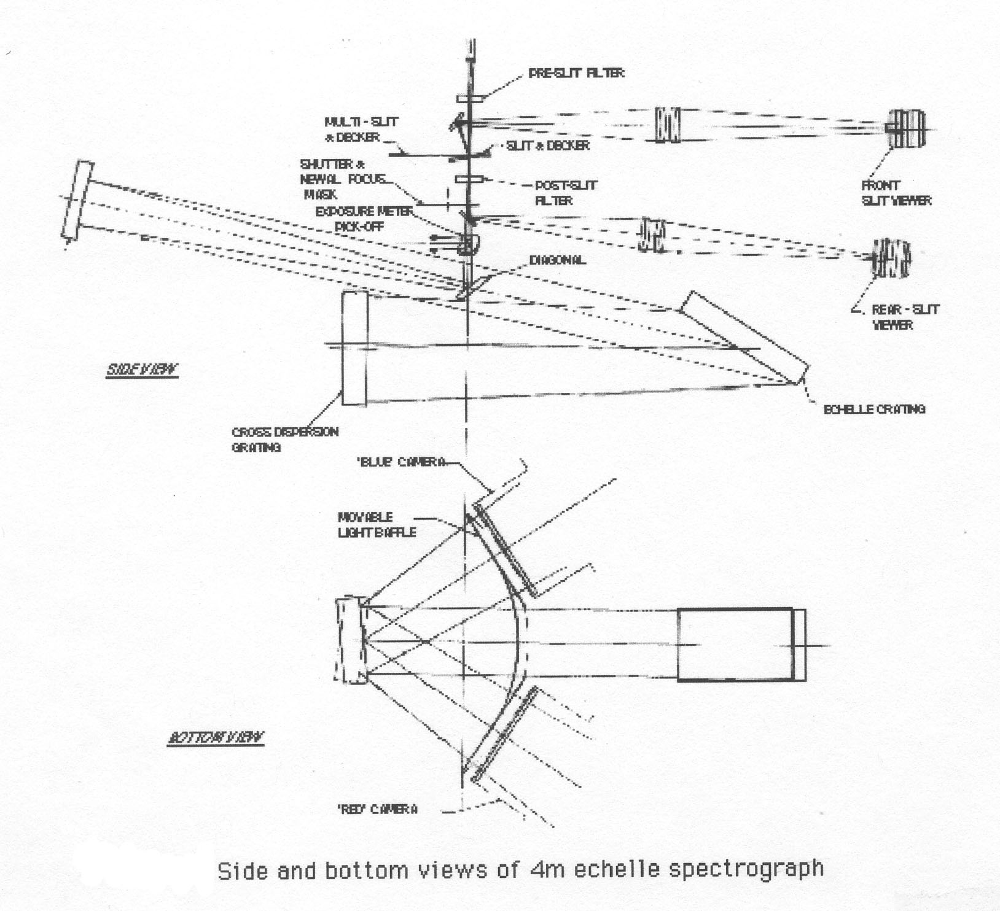 PRE-SLIT FILTER
MULTI - SLIT
& DECKER
SLIT & DECKER
SHUTTER &
FOCUS
MASK
POST-SLIT
FILTER
EXPOSURE METER
PICK-OFF
FRONT
SLIT VIEWER
DIAGONAL
REAR - SLIT
VIEWER
SIDE VIEW
ECHELLE GRATING
CROSS DISPERSION
GRATING
'BLUE' CAMERA
MOVABLE
LIGHT BAFFLE
BOTTOM VIEW
'RED' CAMERA
Side and bottom views of 4m echelle spectrograph